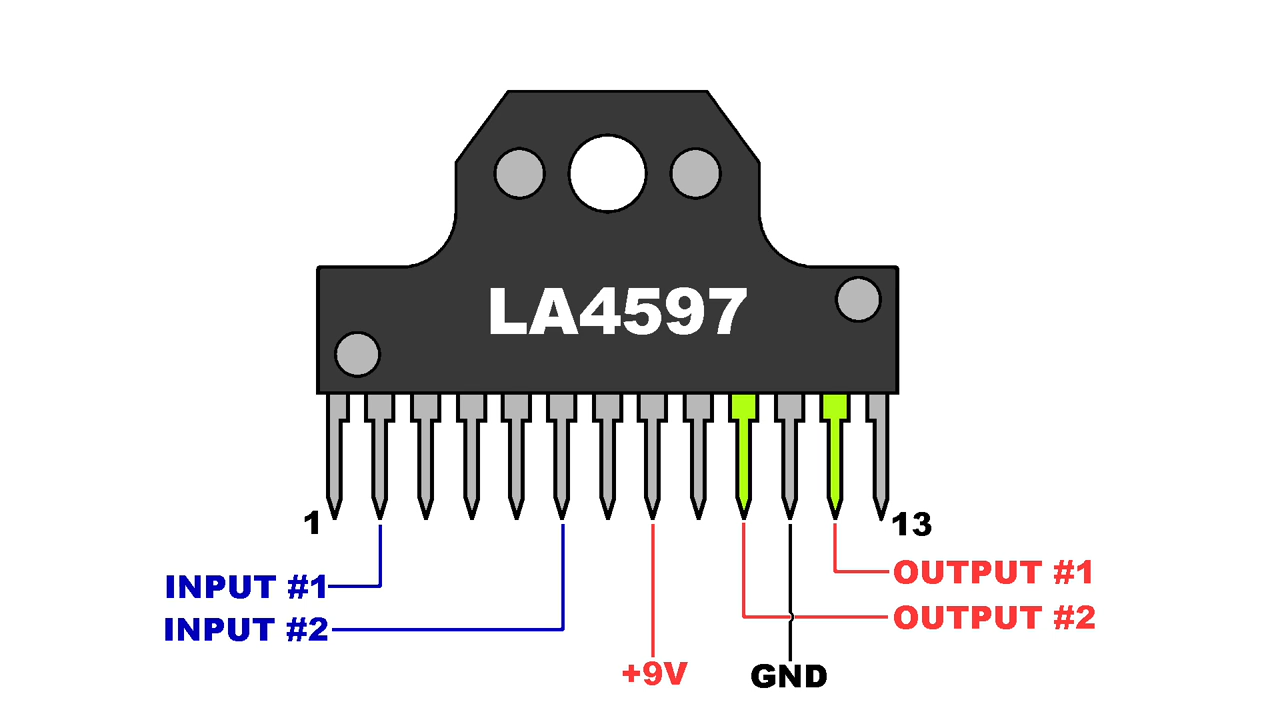 LA4597
1
13
INPUT #1
OUTPUT #1
INPUT #2
OUTPUT #2
+9V
GND